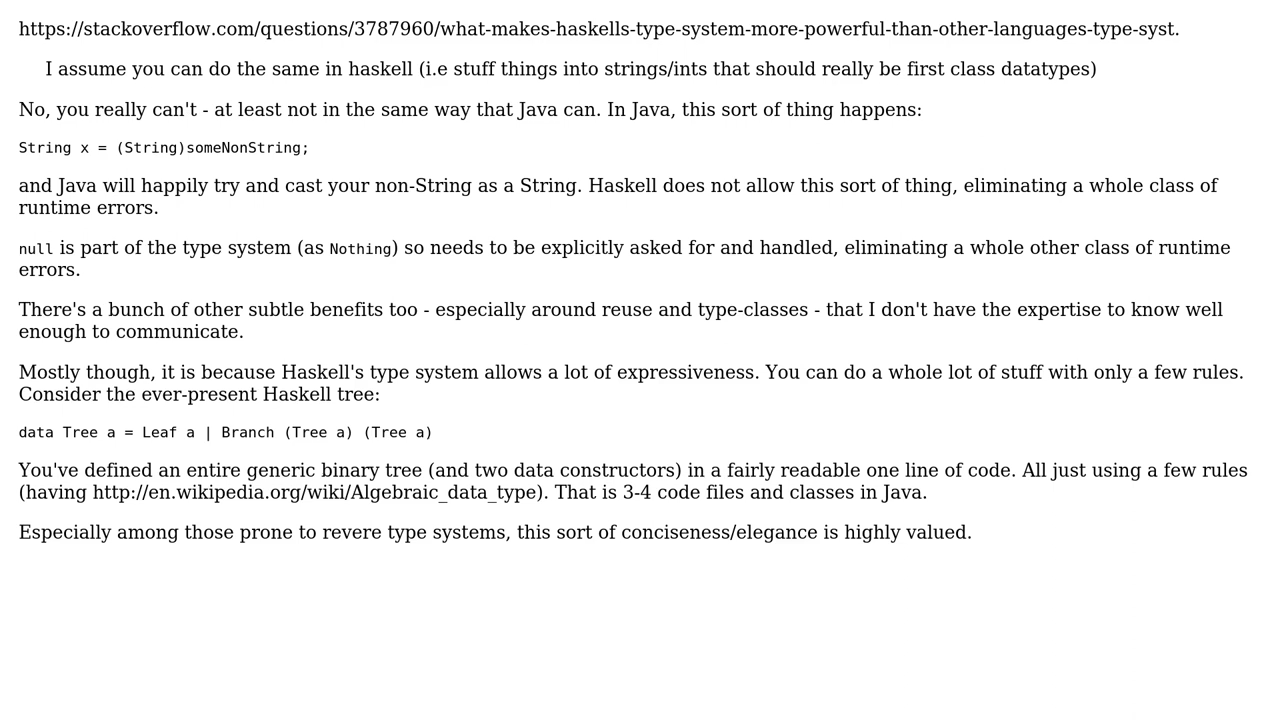 https://stackoverflow.com/questions/3787960/what-makes-haskells-type-system-more-powerful-than-other-languages-type-syst.
I assume you can do the same in haskell (i.e stuff things into strings/ints that should really be first class datatypes)
No, you really can't - at least not in the same way that Java can. In Java, this sort of thing happens:
String x = (String)someNonString;
and Java will happily try and cast your non-String as a String. Haskell does not allow this sort of thing, eliminating a whole class of
runtime errors.
null is part of the type system (as Nothing) so needs to be explicitly asked for and handled, eliminating a whole other class of runtime
errors.
There's a bunch of other subtle benefits too - especially around reuse and type-classes - that I don't have the expertise to know well
enough to communicate.
Mostly though, it is because Haskell's type system allows a lot of expressiveness. You can do a whole lot of stuff with only a few rules.
Consider the ever-present Haskell tree:
data Tree a = Leaf a | Branch (Tree a) (Tree a)
You've defined an entire generic binary tree (and two data constructors) in a fairly readable one line of code. All just using a few rules
(having http://en.wikipedia.org/wiki/Algebraic_data_type). That is 3-4 code files and classes in Java.
Especially among those prone to revere type systems, this sort of conciseness/elegance is highly valued.